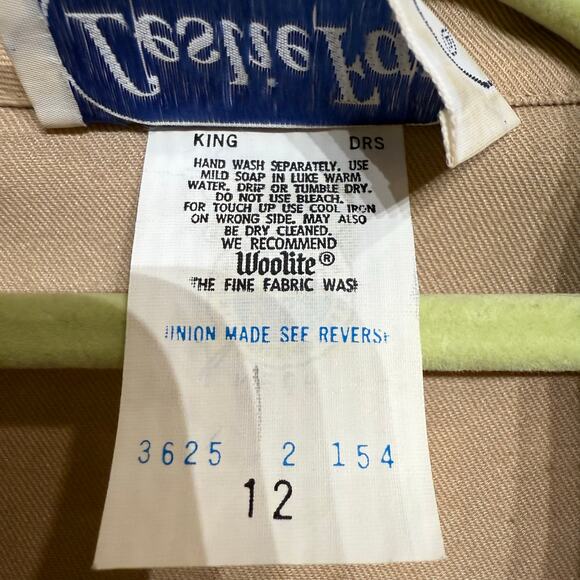 Leslie Fa
KING DRS
HAND WASH SEPARATELY. USE
MILD SOAP IN LUKE WARM
WATER. DRIP OR TUMBLE DRY.
DO NOT USE BLEACH.
FOR TOUCH UP USE COOL IRON
ON WRONG SIDE. MAY ALSO
BE DRY CLEANED.
WE RECOMMEND
Woolite®
THE FINE FABRIC WASH
UNION MADE SEE REVERSE
3625 2 154
12